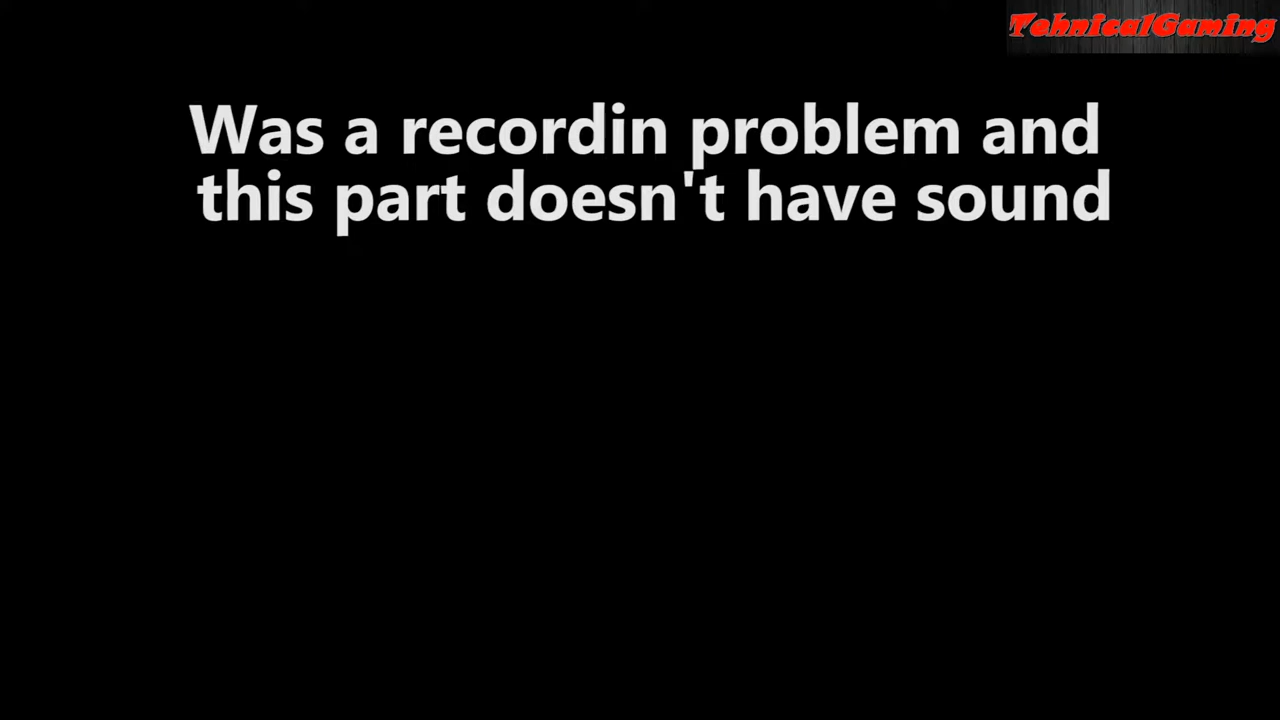 TehnicalGaming
Was a recordin problem and
this part doesn't have sound